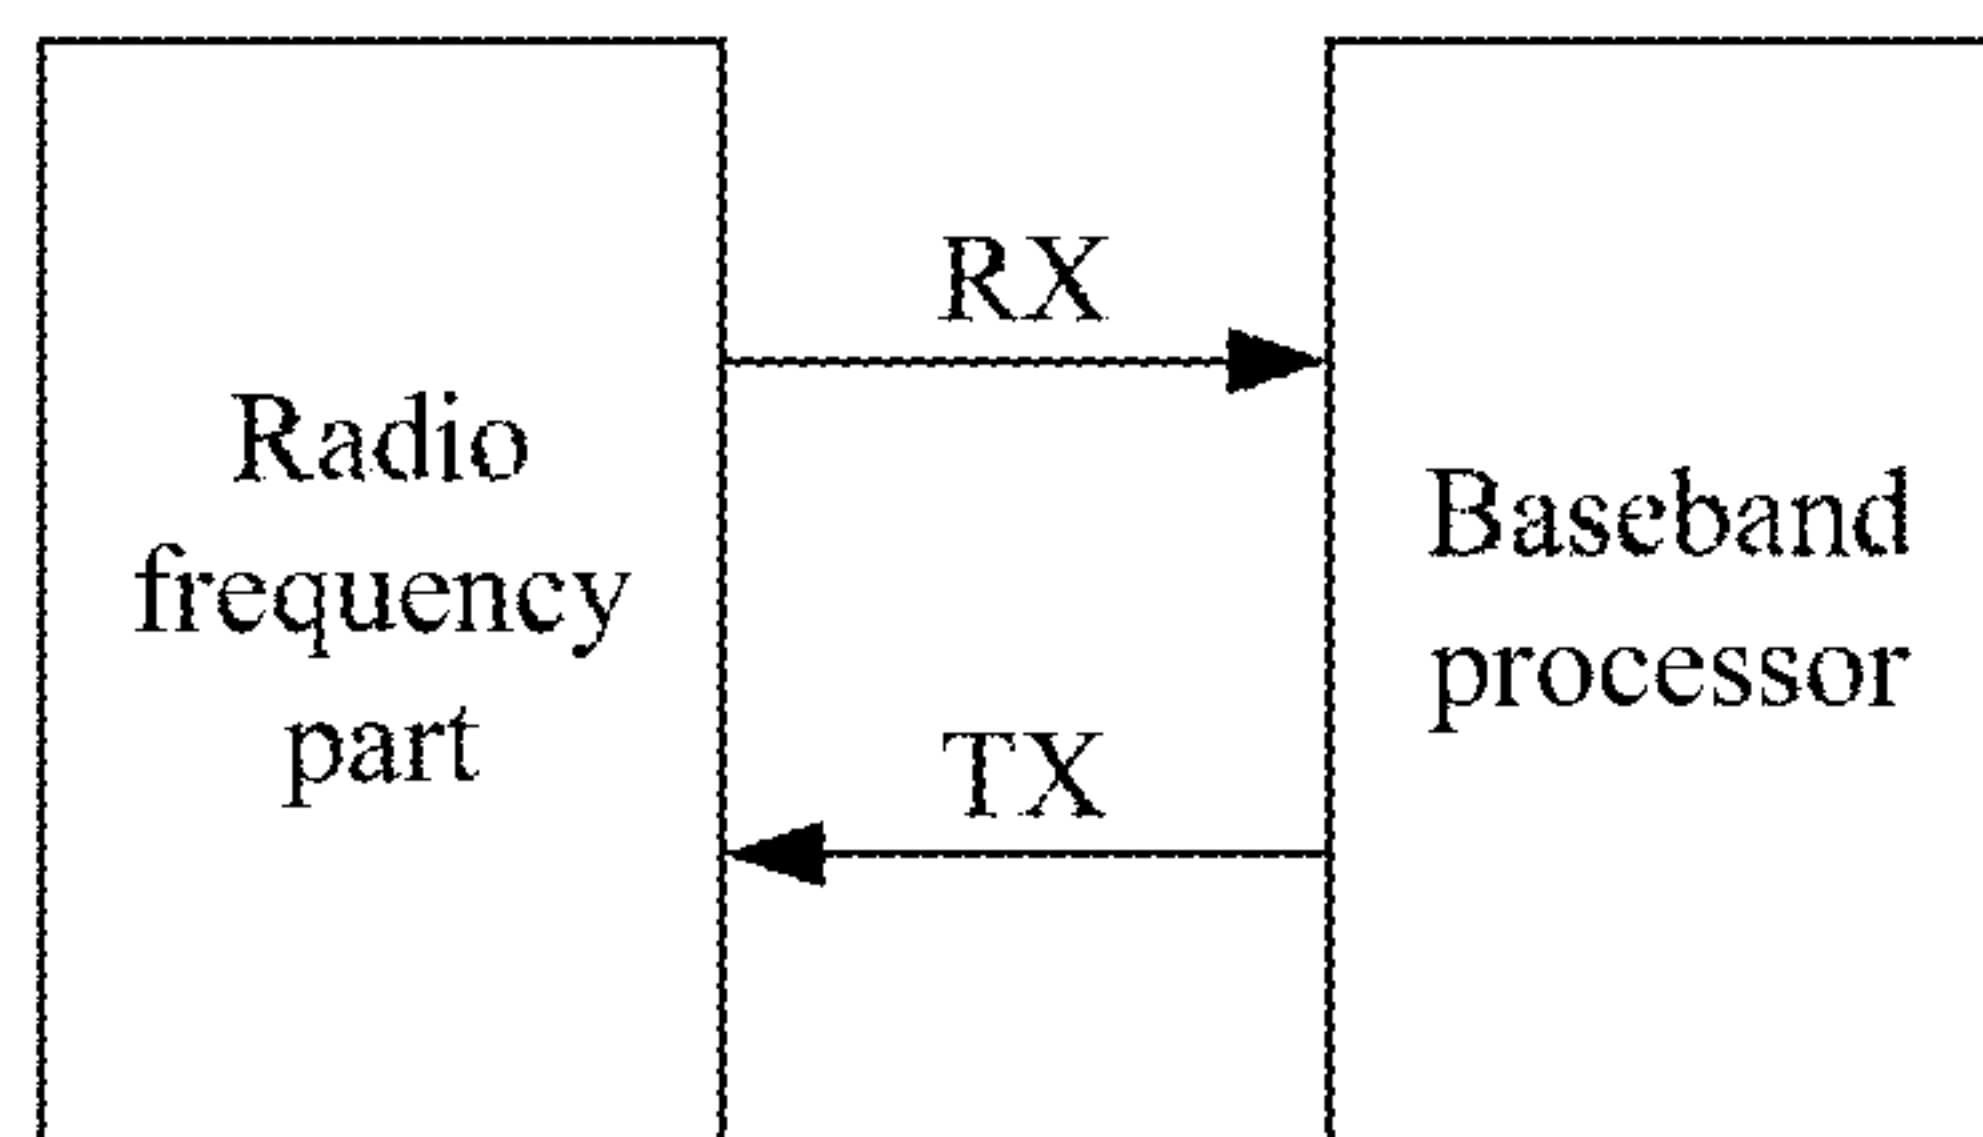 Radio
frequency
part
RX
TX
Baseband
processor